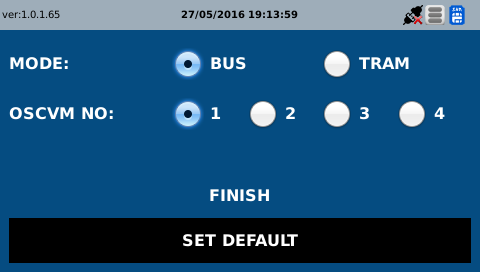 ver:1.0.1.65 27/05/2016 19:13:59
MODE: BUS TRAM
OSCVM NO: 1 2 3 4
FINISH
SET DEFAULT